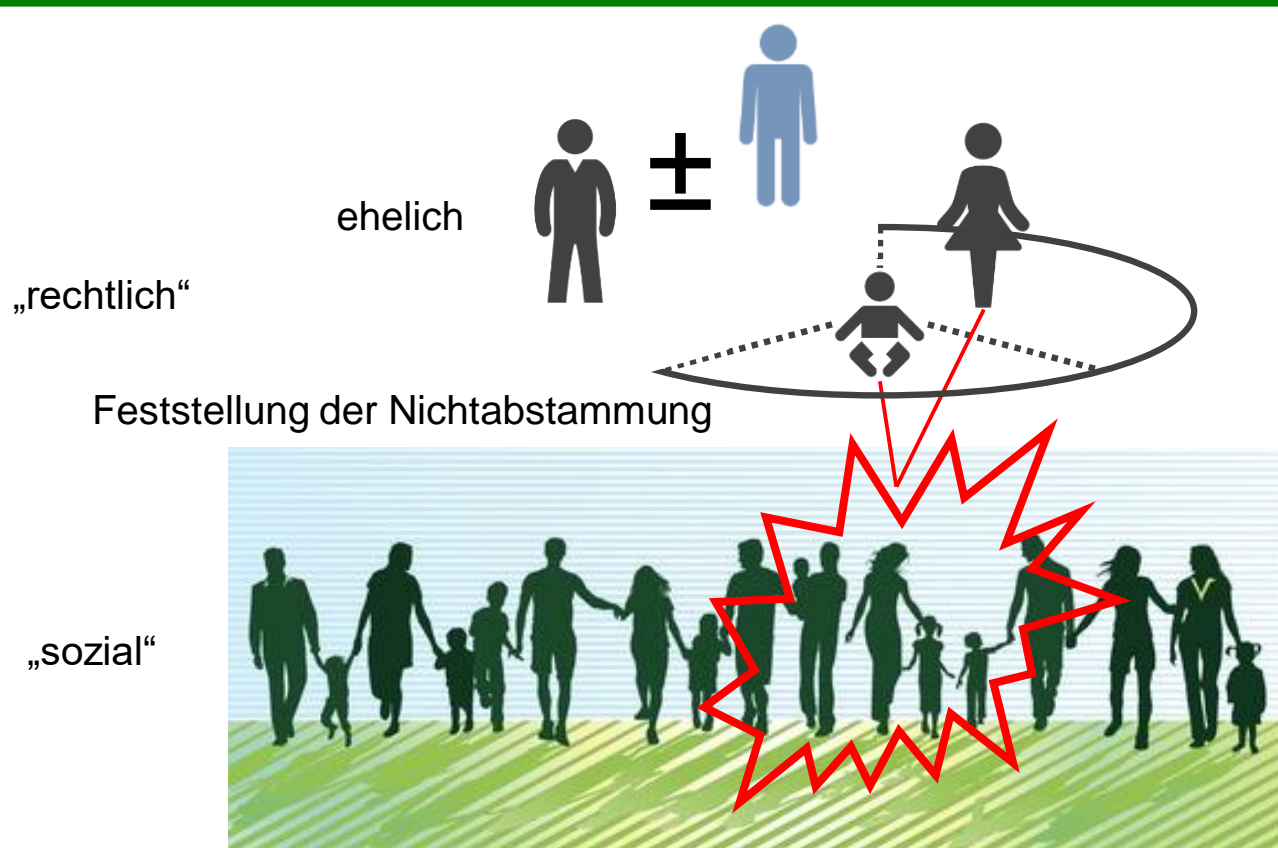 ±
ehelich
„rechtlich“
Feststellung der Nichtabstammung
„sozial“